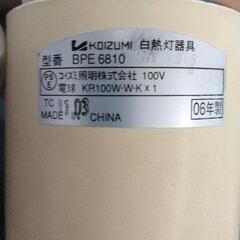 KOIZUMI 白熱灯器具
型番 BPE 6810
PS E コイズミ照明株式会社 100V
電球 KR100W-W-K×1
TC 03 06年製
MADE IN CHINA